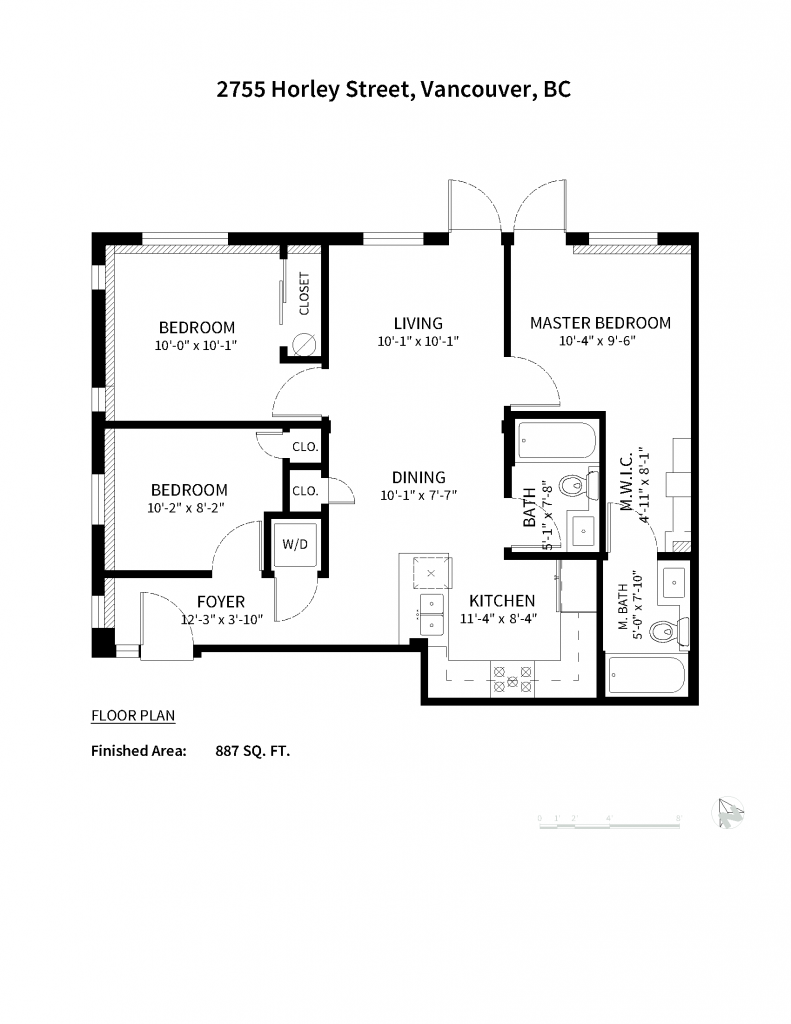 2755 Horley Street, Vancouver, BC
CLOSET
BEDROOM
10'-0" x 10'-1"
LIVING
10'-1" x 10'-1"
MASTER BEDROOM
10'-4" x 9'-6"
CLO.
BEDROOM
10'-2" x 8'-2"
CLO.
DINING
10'-1" x 7'-7"
BATH
5'-1" x 7'-8"
M.W.I.C.
4'-11" x 8'-1"
W/D
FOYER
12'-3" x 3'-10"
KITCHEN
11'-4" x 8'-4"
M. BATH
5'-0" x 7'-10"
FLOOR PLAN
Finished Area: 887 SQ. FT.
0 1' 2' 4' 8'